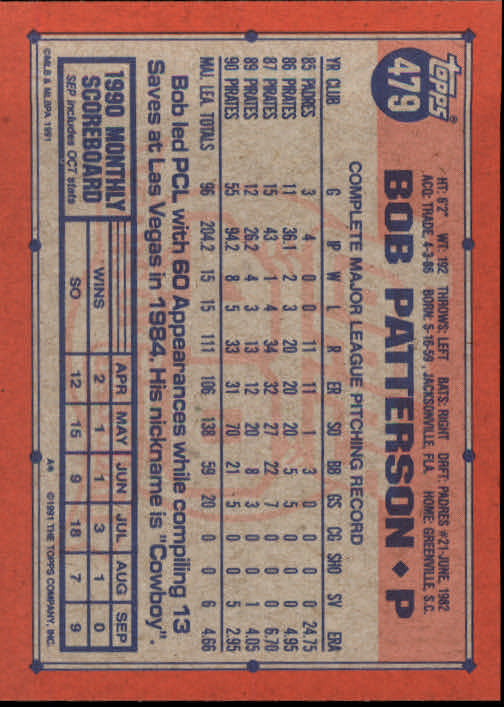 topps®
479
BOB PATTERSON ◆ P
HT: 6'2" WT: 192 THROWS: LEFT BATS: RIGHT DRFT: PADRES #21-JUNE, 1982
ACQ: TRADE 4-3-86 BORN: 5-16-59, JACKSONVILLE, FLA. HOME: GREENVILLE, S.C.
COMPLETE MAJOR LEAGUE PITCHING RECORD
YR CLUB G IP W L R ER SO BB GS CG SHO SV ERA
85 PADRES 3 4 0 0 11 11 1 3 0 0 0 0 24.75
86 PIRATES 11 36.1 2 3 20 20 20 5 5 0 0 0 4.95
87 PIRATES 15 43 1 4 34 32 27 22 7 0 0 0 6.70
89 PIRATES 12 26.2 4 3 13 12 20 8 3 0 0 1 4.05
90 PIRATES 55 94.2 8 5 33 31 70 21 5 0 0 5 2.95
MAJ. LEA. TOTALS 96 204.2 15 15 111 106 138 59 20 0 0 6 4.66
Bob led PCL with 60 Appearances while compiling 13
Saves at Las Vegas in 1984. His nickname is "Cowboy".
1990 MONTHLY
SCOREBOARD
SEP includes OCT stats
APR MAY JUN JUL AUG SEP
WINS 2 1 1 3 1 0
SO 12 15 9 18 7 9
©MLB & MLBPA 1991
A* ©1991 THE TOPPS COMPANY, INC.